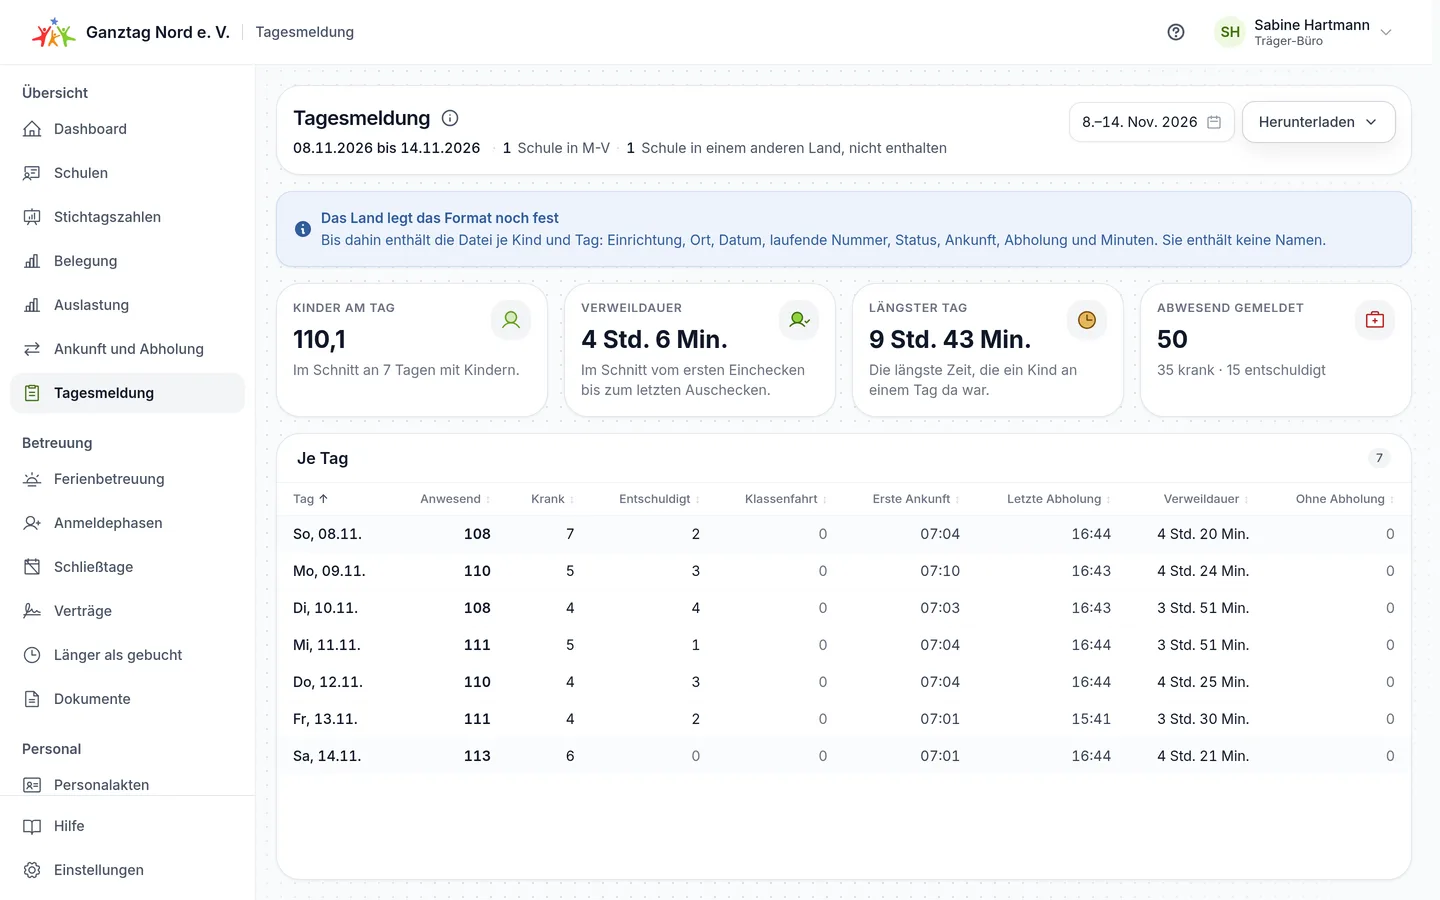 Ganztag Nord e. V.
Tagesmeldung
SH
Sabine Hartmann
Träger-Büro
Übersicht
Dashboard
Schulen
Stichtagszahlen
Belegung
Auslastung
Ankunft und Abholung
Tagesmeldung
Betreuung
Ferienbetreuung
Anmeldephasen
Schließtage
Verträge
Länger als gebucht
Dokumente
Personal
Personalakten
Hilfe
Einstellungen
Tagesmeldung
08.11.2026 bis 14.11.2026 · 1 Schule in M-V · 1 Schule in einem anderen Land, nicht enthalten
8.–14. Nov. 2026
Herunterladen
Das Land legt das Format noch fest
Bis dahin enthält die Datei je Kind und Tag: Einrichtung, Ort, Datum, laufende Nummer, Status, Ankunft, Abholung und Minuten. Sie enthält keine Namen.
KINDER AM TAG
110,1
Im Schnitt an 7 Tagen mit Kindern.
VERWEILDAUER
4 Std. 6 Min.
Im Schnitt vom ersten Einchecken
bis zum letzten Auschecken.
LÄNGSTER TAG
9 Std. 43 Min.
Die längste Zeit, die ein Kind an
einem Tag da war.
ABWESEND GEMELDET
50
35 krank · 15 entschuldigt
Je Tag
7
Tag ↑ Anwesend Krank Entschuldigt Klassenfahrt Erste Ankunft Letzte Abholung Verweildauer Ohne Abholung
So, 08.11. 108 7 2 0 07:04 16:44 4 Std. 20 Min. 0
Mo, 09.11. 110 5 3 0 07:10 16:43 4 Std. 24 Min. 0
Di, 10.11. 108 4 4 0 07:03 16:43 3 Std. 51 Min. 0
Mi, 11.11. 111 5 1 0 07:04 16:44 3 Std. 51 Min. 0
Do, 12.11. 110 4 3 0 07:04 16:44 4 Std. 25 Min. 0
Fr, 13.11. 111 4 2 0 07:01 15:41 3 Std. 30 Min. 0
Sa, 14.11. 113 6 0 0 07:01 16:44 4 Std. 21 Min. 0